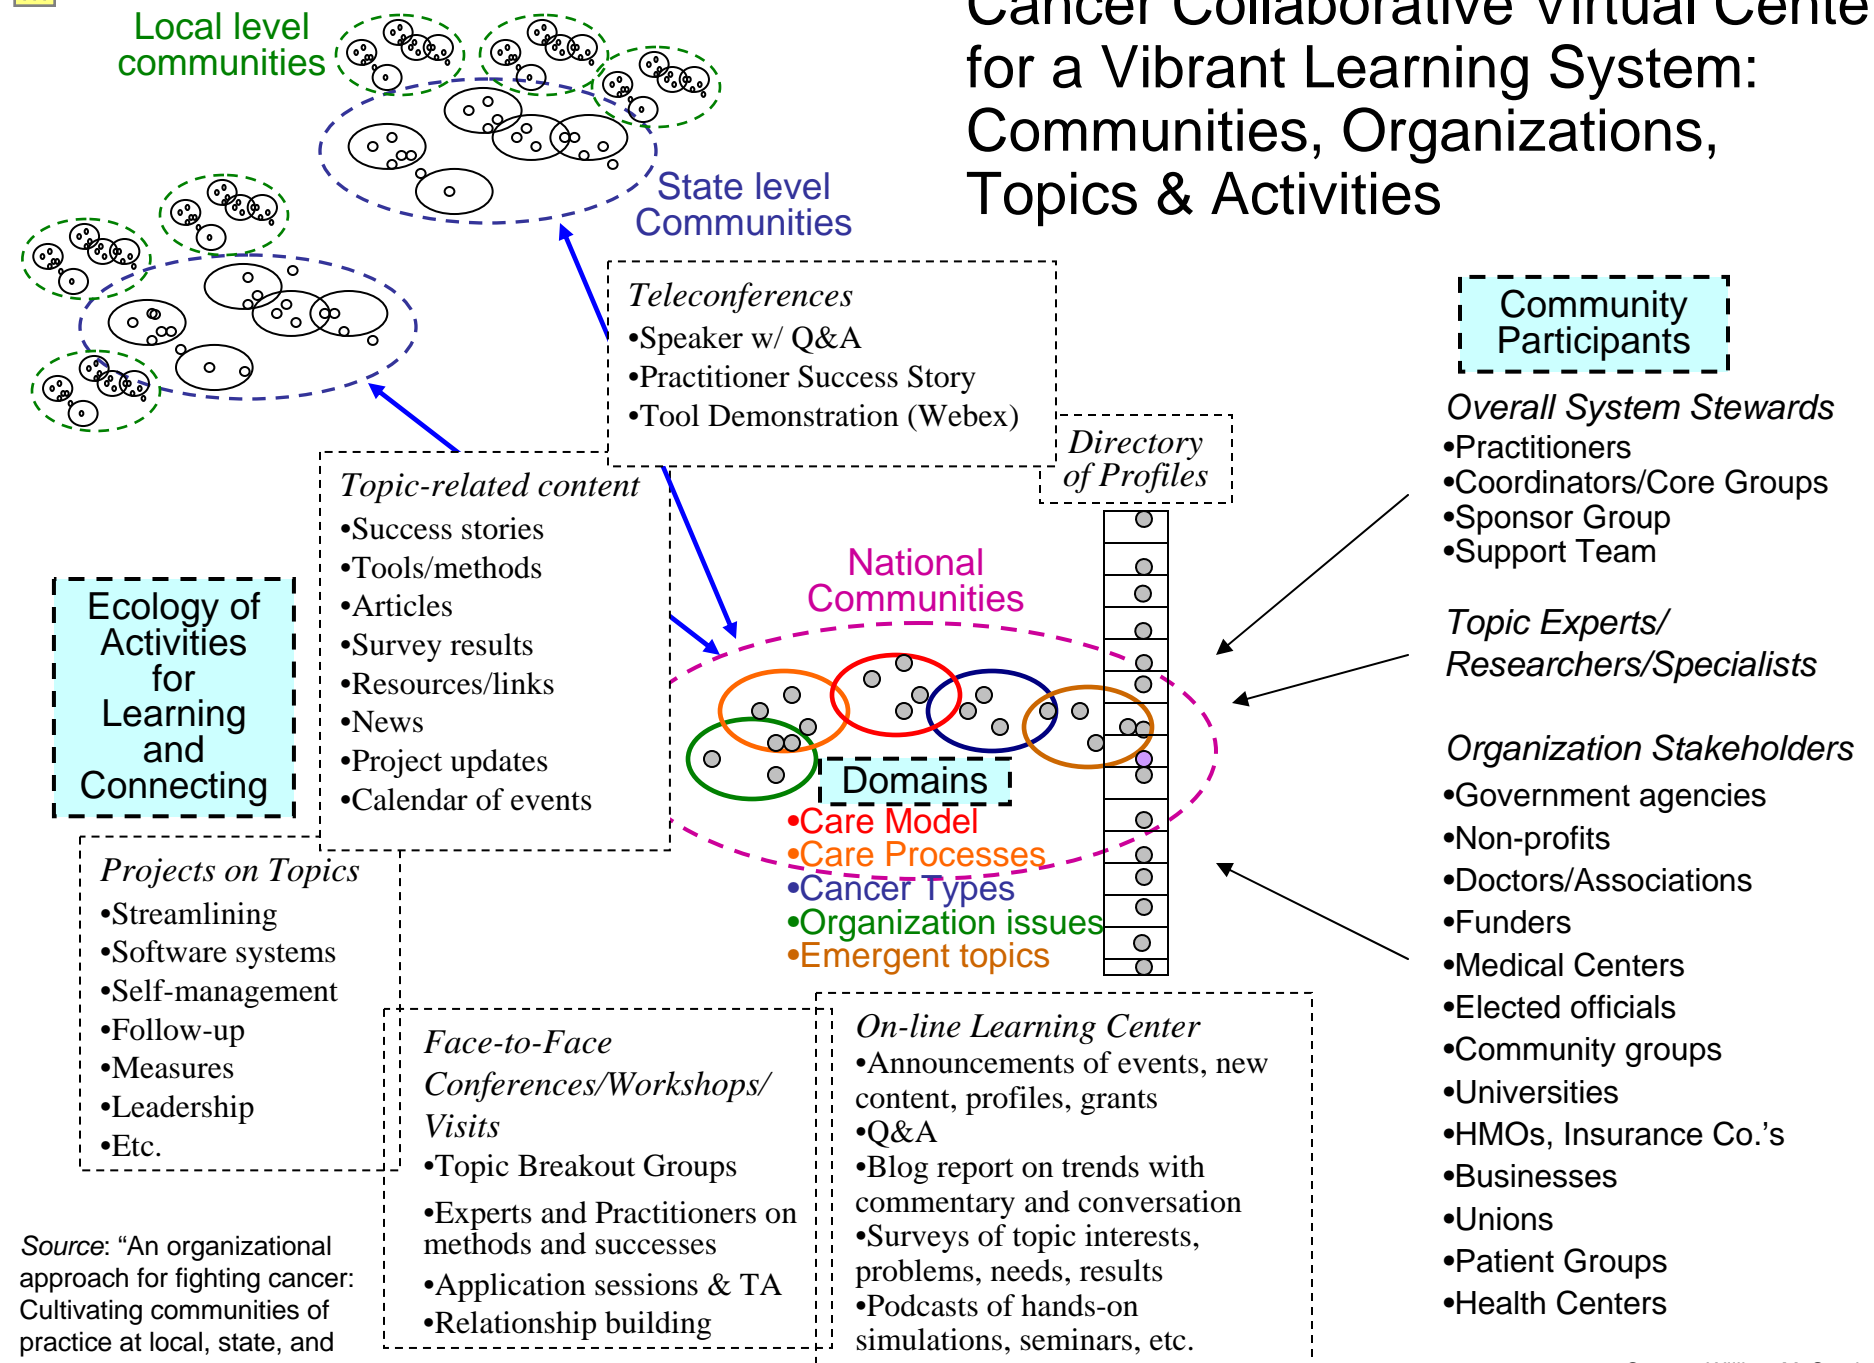 Cancer Collaborative Virtual Cente
for a Vibrant Learning System:
Communities, Organizations,
Topics & Activities
Local level
communities
State level
Communities
Teleconferences
•Speaker w/ Q&A
•Practitioner Success Story
•Tool Demonstration (Webex)
Directory
of Profiles
Topic-related content
•Success stories
•Tools/methods
•Articles
•Survey results
•Resources/links
•News
•Project updates
•Calendar of events
National
Communities
Ecology of
Activities
for
Learning
and
Connecting
Domains
•Care Model
•Care Processes
•Cancer Types
•Organization issues
•Emergent topics
Projects on Topics
•Streamlining
•Software systems
•Self-management
•Follow-up
•Measures
•Leadership
•Etc.
Face-to-Face
Conferences/Workshops/
Visits
•Topic Breakout Groups
•Experts and Practitioners on
methods and successes
•Application sessions & TA
•Relationship building
On-line Learning Center
•Announcements of events, new
content, profiles, grants
•Q&A
•Blog report on trends with
commentary and conversation
•Surveys of topic interests,
problems, needs, results
•Podcasts of hands-on
simulations, seminars, etc.
Community
Participants
Overall System Stewards
•Practitioners
•Coordinators/Core Groups
•Sponsor Group
•Support Team
Topic Experts/
Researchers/Specialists
Organization Stakeholders
•Government agencies
•Non-profits
•Doctors/Associations
•Funders
•Medical Centers
•Elected officials
•Community groups
•Universities
•HMOs, Insurance Co.'s
•Businesses
•Unions
•Patient Groups
•Health Centers
Source: “An organizational
approach for fighting cancer:
Cultivating communities of
practice at local, state, and